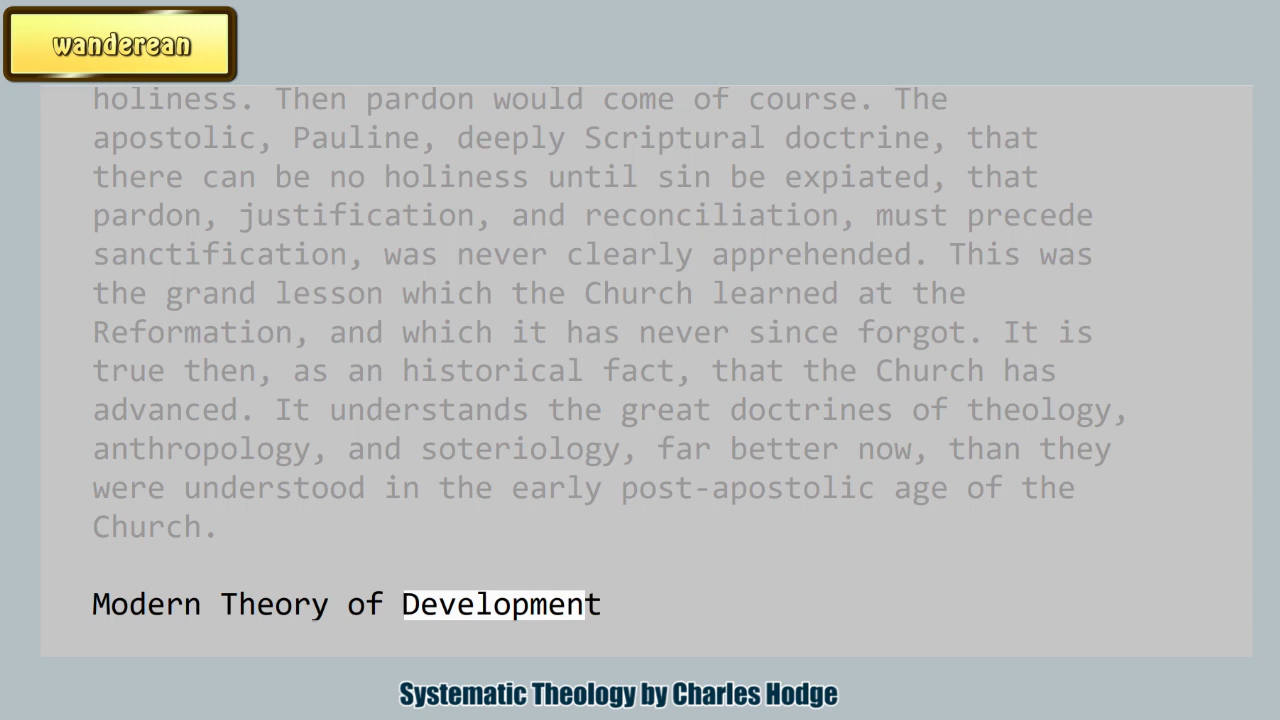 wanderean
holiness. Then pardon would come of course. The
apostolic, Pauline, deeply Scriptural doctrine, that
there can be no holiness until sin be expiated, that
pardon, justification, and reconciliation, must precede
sanctification, was never clearly apprehended. This was
the grand lesson which the Church learned at the
Reformation, and which it has never since forgot. It is
true then, as an historical fact, that the Church has
advanced. It understands the great doctrines of theology,
anthropology, and soteriology, far better now, than they
were understood in the early post-apostolic age of the
Church.
Modern Theory of Development
Systematic Theology by Charles Hodge